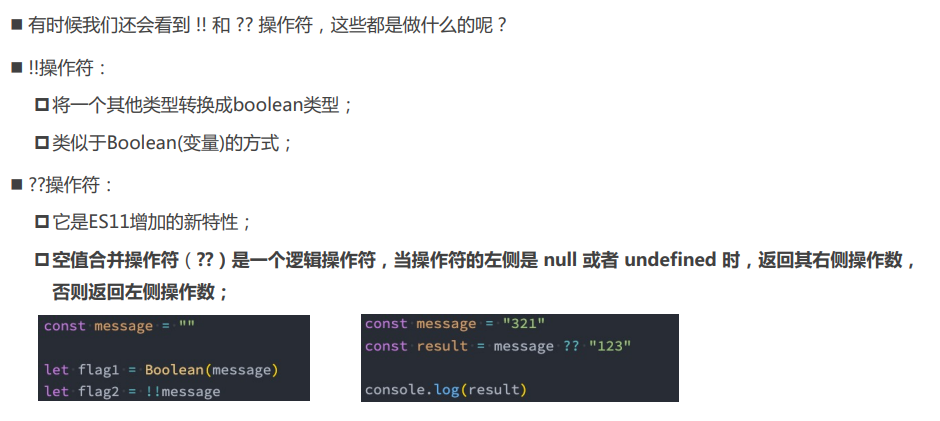 有时候我们还会看到 !! 和 ?? 操作符，这些都是做什么的呢？
!!操作符：
将一个其他类型转换成boolean类型；
类似于Boolean(变量)的方式；
??操作符：
它是ES11增加的新特性；
空值合并操作符（??）是一个逻辑操作符，当操作符的左侧是 null 或者 undefined 时，返回其右侧操作数，
否则返回左侧操作数；
const message = ""
let flag1 = Boolean(message)
let flag2 = !!message
const message = "321"
const result = message ?? "123"
console.log(result)